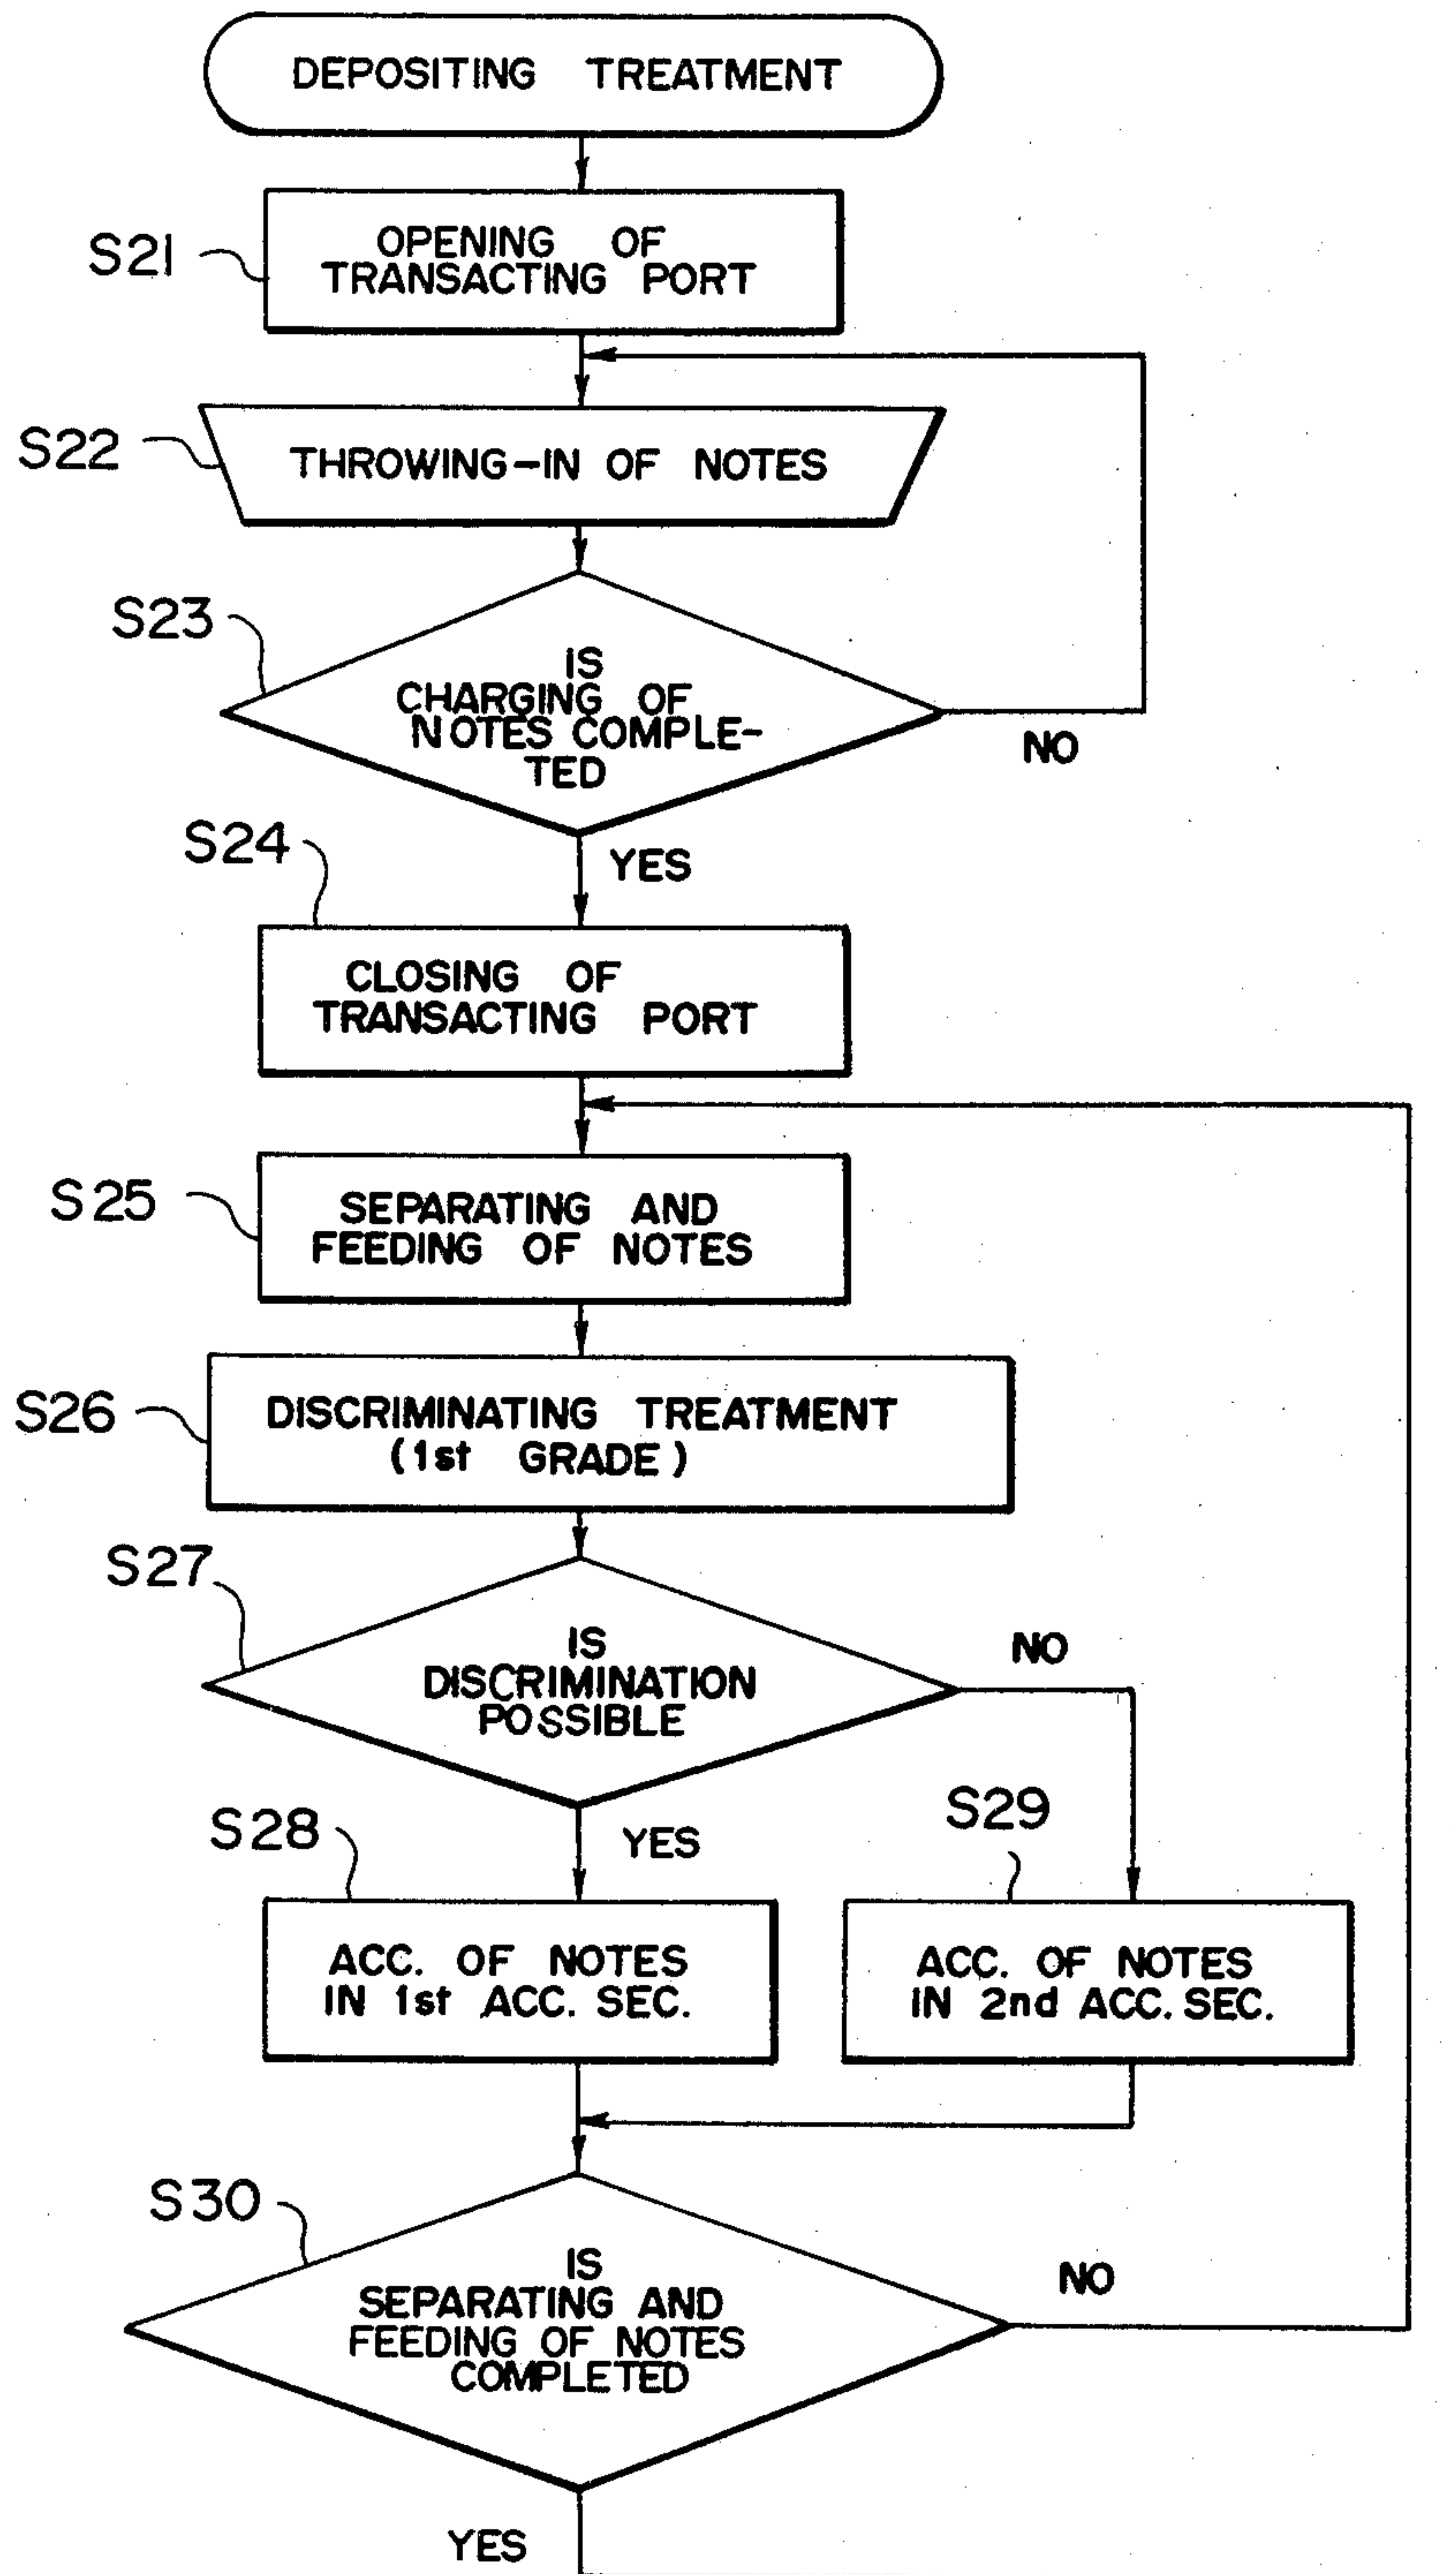 DEPOSITING TREATMENT
S21
OPENING OF
TRANSACTING PORT
S22
THROWING-IN OF NOTES
S23
IS
CHARGING OF
NOTES COMPLE-
TED
NO
S24
YES
CLOSING OF
TRANSACTING PORT
S25
SEPARATING AND
FEEDING OF NOTES
S26
DISCRIMINATING TREATMENT
(1st GRADE)
S27
IS
DISCRIMINATION
POSSIBLE
NO
S28
YES
S29
ACC. OF NOTES
IN 1st ACC. SEC.
ACC. OF NOTES
IN 2nd ACC. SEC.
S30
IS
SEPARATING AND
FEEDING OF NOTES
COMPLETED
NO
YES